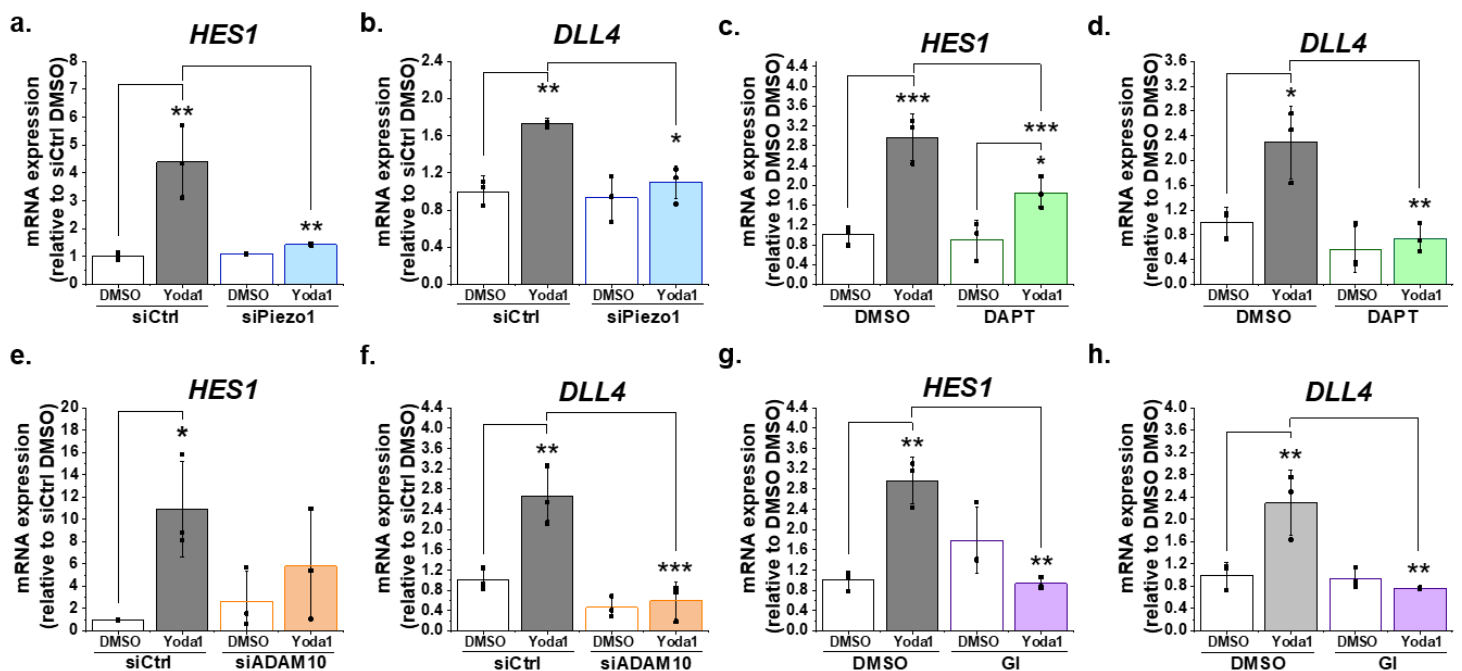 a.
HES1
mRNA expression
(relative to siCtrl DMSO)
8
7
6
5
4
3
2
1
0
**
**
DMSO Yoda1 DMSO Yoda1
siCtrl siPiezo1
b.
DLL4
mRNA expression
(relative to siCtrl DMSO)
2.4
2.0
1.6
1.2
0.8
0.4
0.0
**
*
DMSO Yoda1 DMSO Yoda1
siCtrl siPiezo1
c.
HES1
mRNA expression
(relative to DMSO DMSO)
4.4
4.0
3.6
3.2
2.8
2.4
2.0
1.6
1.2
0.8
0.4
0.0
***
***
*
DMSO Yoda1 DMSO Yoda1
DMSO DAPT
d.
DLL4
mRNA expression
(relative to DMSO DMSO)
3.6
3.2
2.8
2.4
2.0
1.6
1.2
0.8
0.4
0.0
*
**
DMSO Yoda1 DMSO Yoda1
DMSO DAPT
e.
HES1
mRNA expression
(relative to siCtrl DMSO)
20
18
16
14
12
10
8
6
4
2
0
*
DMSO Yoda1 DMSO Yoda1
siCtrl siADAM10
f.
DLL4
mRNA expression
(relative to siCtrl DMSO)
4.4
4.0
3.6
3.2
2.8
2.4
2.0
1.6
1.2
0.8
0.4
0.0
**
***
DMSO Yoda1 DMSO Yoda1
siCtrl siADAM10
g.
HES1
mRNA expression
(relative to DMSO DMSO)
4.4
4.0
3.6
3.2
2.8
2.4
2.0
1.6
1.2
0.8
0.4
0.0
**
**
DMSO Yoda1 DMSO Yoda1
DMSO GI
h.
DLL4
mRNA expression
(relative to DMSO DMSO)
4.0
3.6
3.2
2.8
2.4
2.0
1.6
1.2
0.8
0.4
0.0
**
**
DMSO Yoda1 DMSO Yoda1
DMSO GI